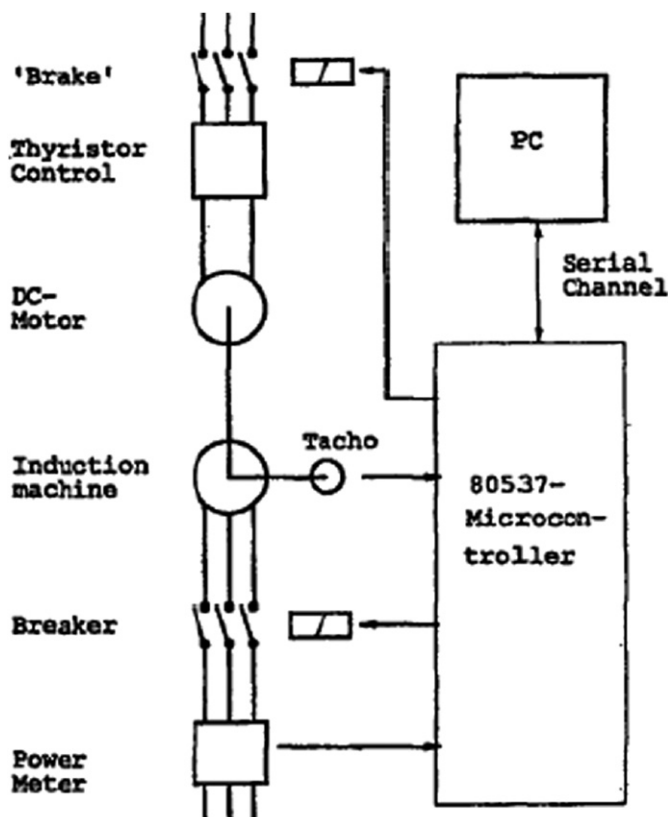 'Brake'
Thyristor
Control
DC-
Motor
Induction
machine
Breaker
Power
Meter
Tacho
PC
Serial
Channel
80537-
Microcon-
troller